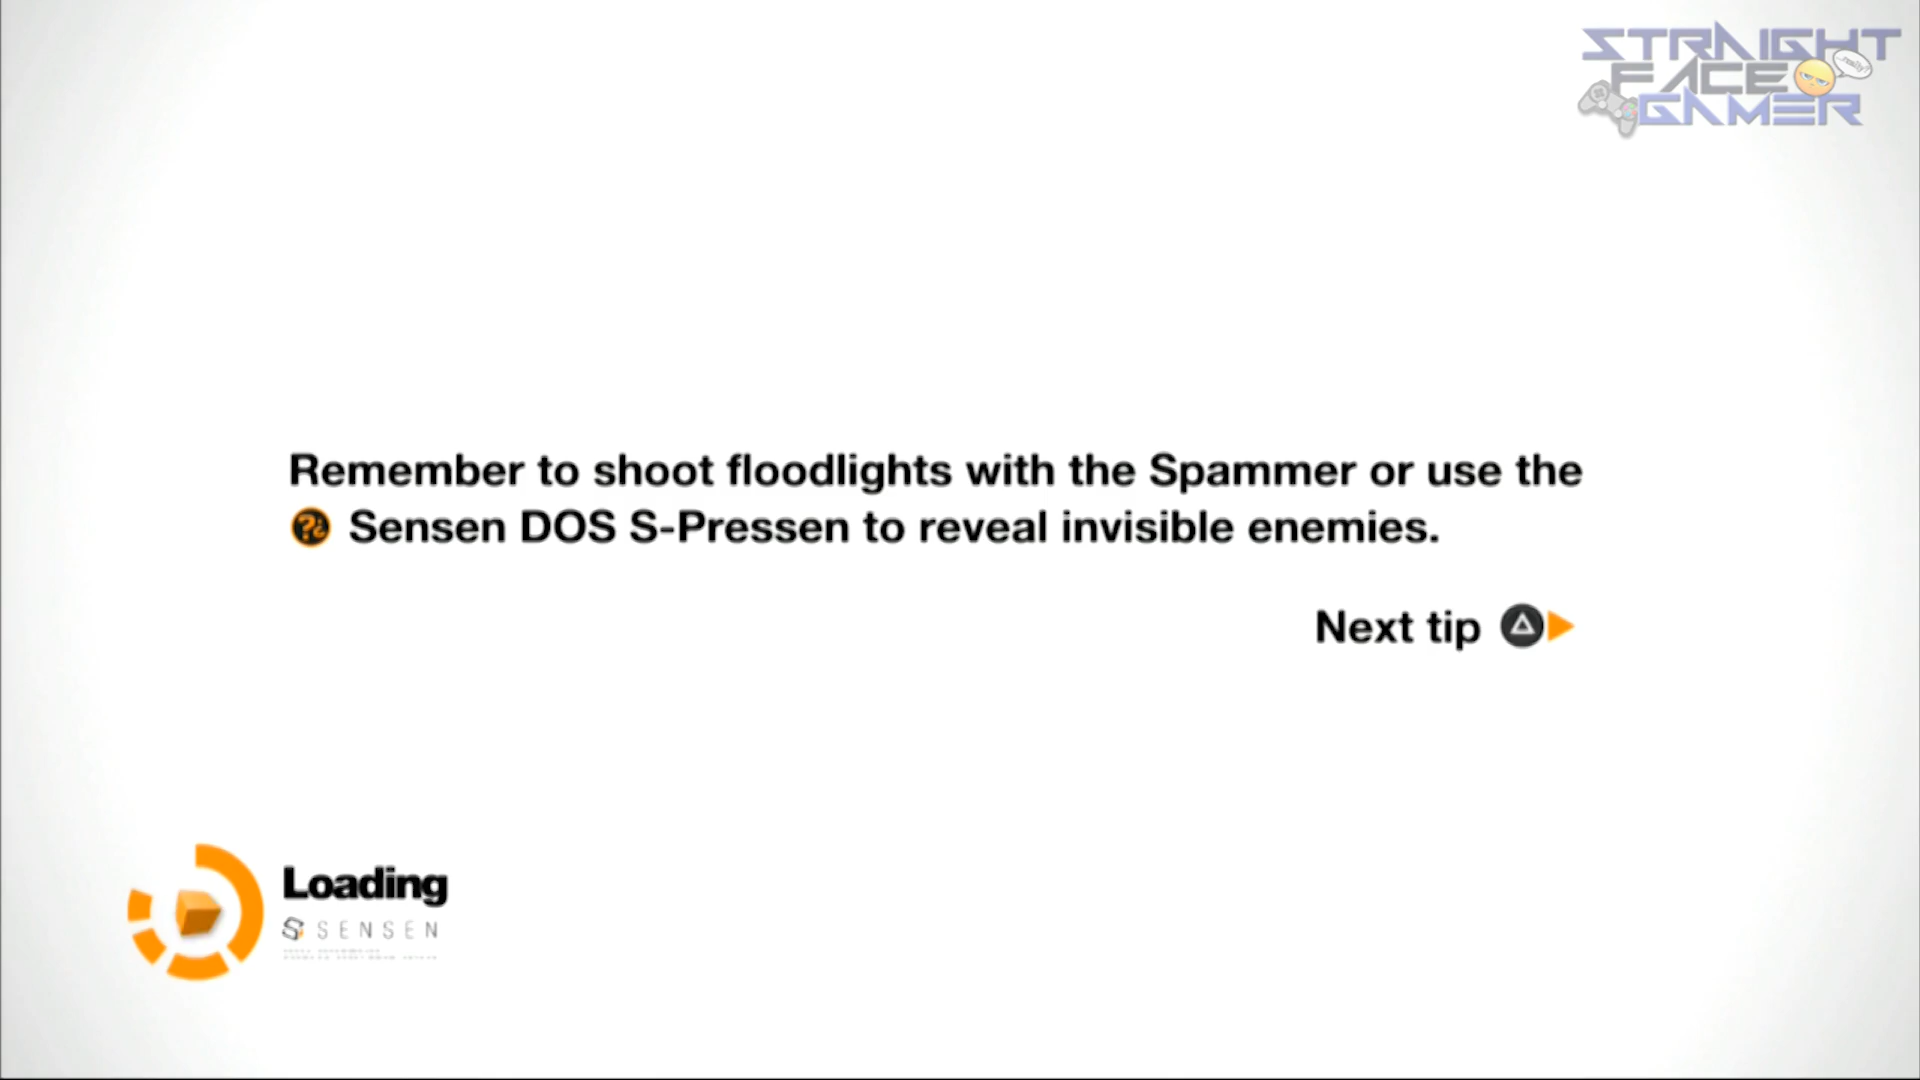 STRAIGHT
FACE
really?
GAMER
Remember to shoot floodlights with the Spammer or use the
Sensen DOS S-Pressen to reveal invisible enemies.
Next tip
Loading
SENSEN